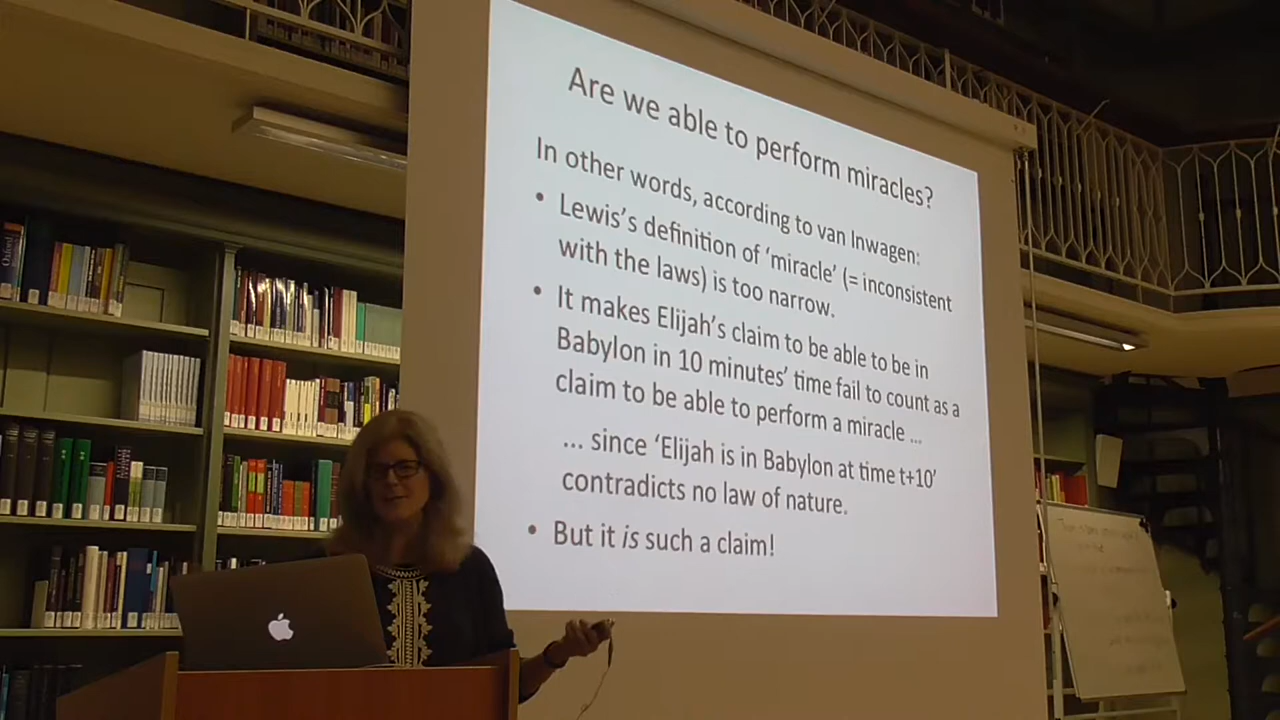 Are we able to perform miracles?
In other words, according to van Inwagen:
• Lewis's definition of 'miracle' (= inconsistent
with the laws) is too narrow.
• It makes Elijah's claim to be able to be in
Babylon in 10 minutes' time fail to count as a
claim to be able to perform a miracle ...
... since 'Elijah is in Babylon at time t+10'
contradicts no law of nature.
• But it is such a claim!
Oxford